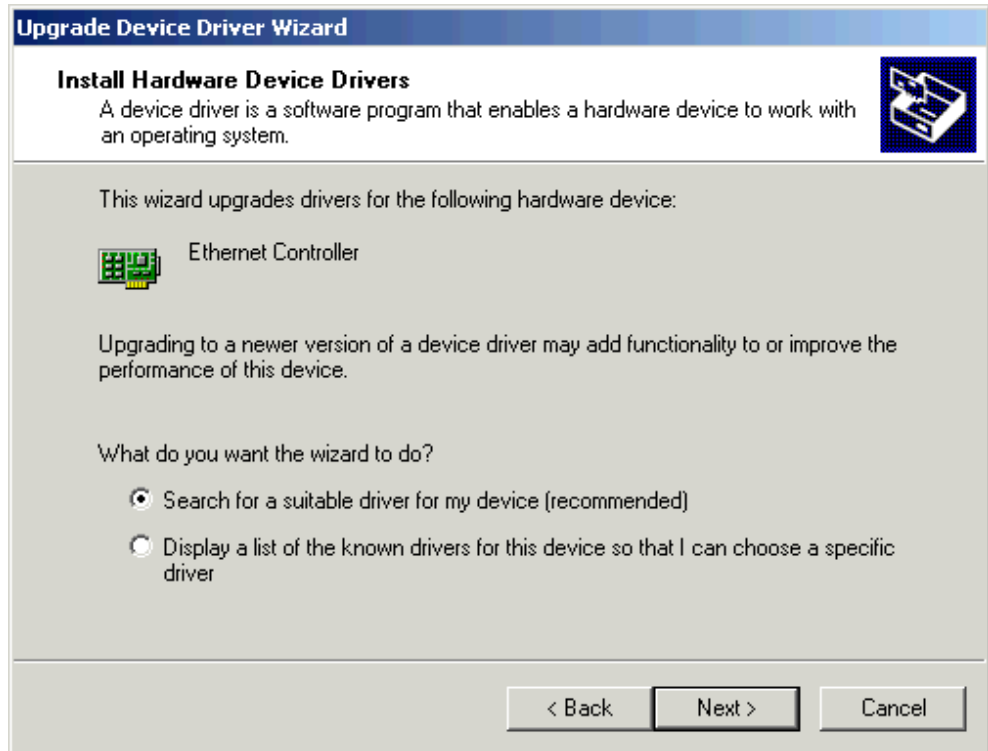 Upgrade Device Driver Wizard
Install Hardware Device Drivers
A device driver is a software program that enables a hardware device to work with
an operating system.
This wizard upgrades drivers for the following hardware device:
Ethernet Controller
Upgrading to a newer version of a device driver may add functionality to or improve the
performance of this device.
What do you want the wizard to do?
Search for a suitable driver for my device (recommended)
Display a list of the known drivers for this device so that I can choose a specific
driver
< Back Next > Cancel